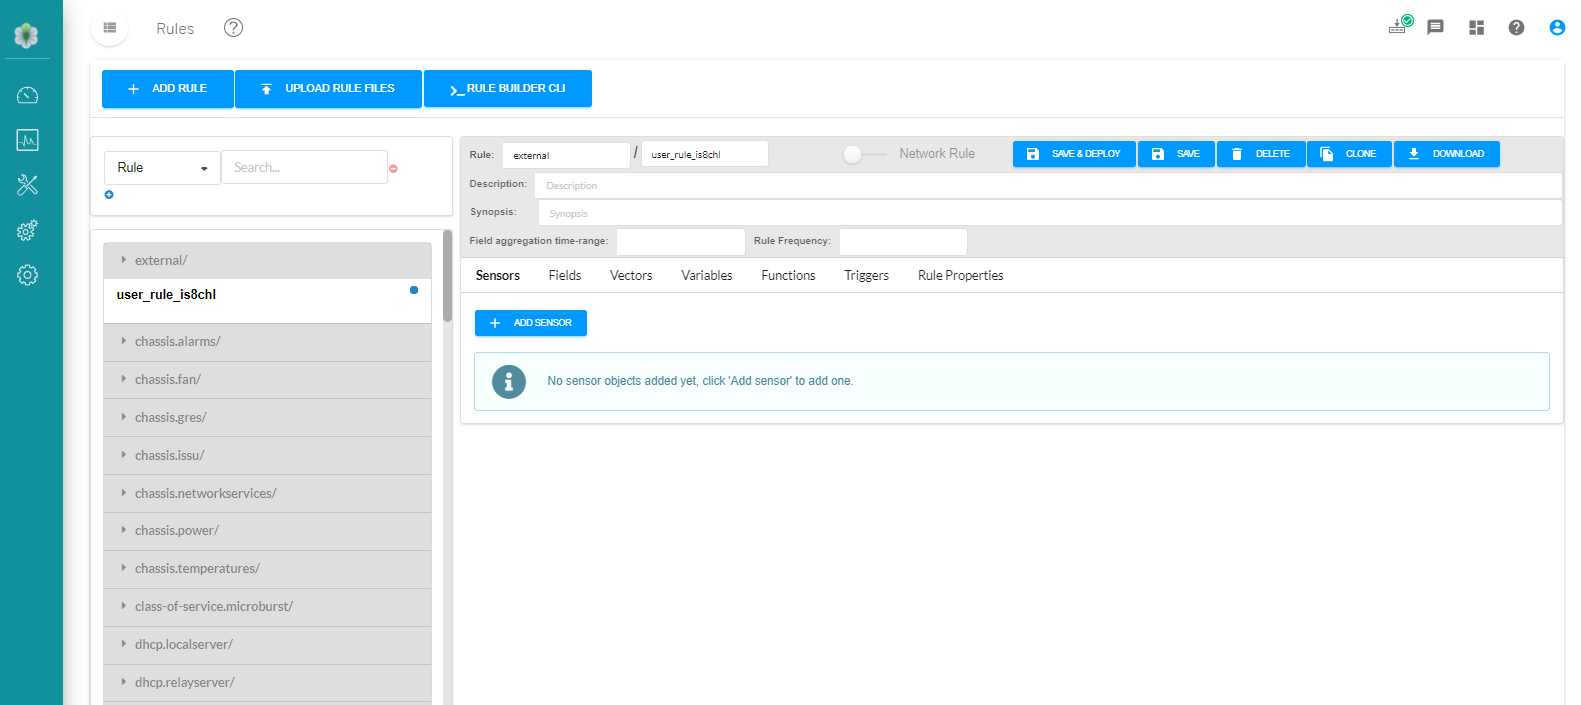 Rules
ADD RULE
UPLOAD RULE FILES
RULE BUILDER CLI
Rule
Search...
external/
user_rule_is8chl
chassis.alarms/
chassis.fan/
chassis.gres/
chassis.issu/
chassis.networkservices/
chassis.power/
chassis.temperatures/
class-of-service.microburst/
dhcp.localserver/
dhcp.relayserver/
Rule: external / user_rule_is8chl Network Rule SAVE & DEPLOY SAVE DELETE CLONE DOWNLOAD
Description: Description
Synopsis: Synopsis
Field aggregation time-range: Rule Frequency:
Sensors Fields Vectors Variables Functions Triggers Rule Properties
ADD SENSOR
No sensor objects added yet, click 'Add sensor' to add one.